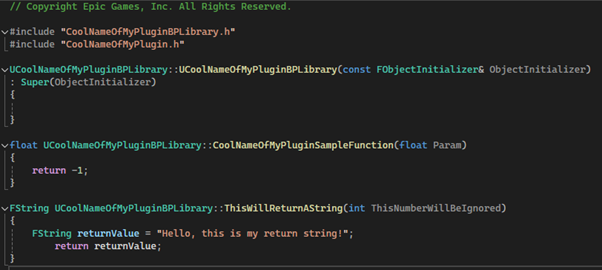 // Copyright Epic Games, Inc. All Rights Reserved.
#include "CoolNameOfMyPluginBPLibrary.h"
#include "CoolNameOfMyPlugin.h"
UCoolNameOfMyPluginBPLibrary::UCoolNameOfMyPluginBPLibrary(const FObjectInitializer& ObjectInitializer)
: Super(ObjectInitializer)
{
}
float UCoolNameOfMyPluginBPLibrary::CoolNameOfMyPluginSampleFunction(float Param)
{
return -1;
}
FString UCoolNameOfMyPluginBPLibrary::ThisWillReturnAString(int ThisNumberWillBeIgnored)
{
FString returnValue = "Hello, this is my return string!";
return returnValue;
}